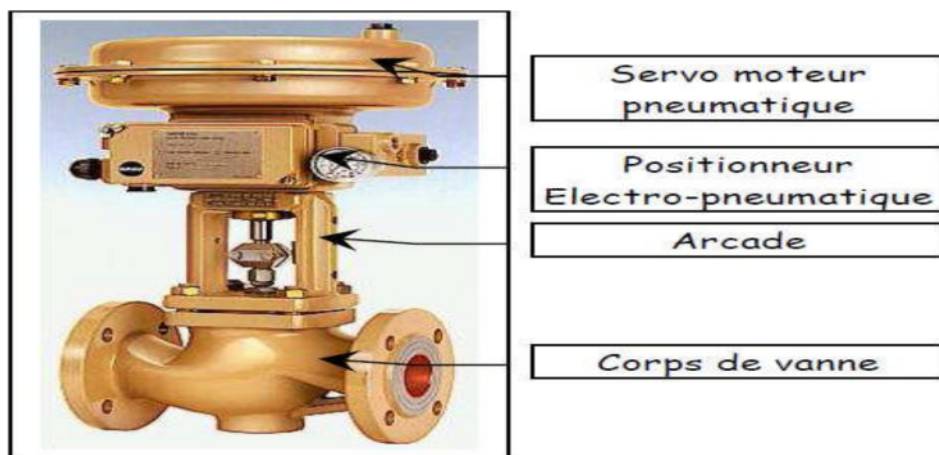 Servo moteur
pneumatique
Positionneur
Electro-pneumatique
Arcade
Corps de vanne